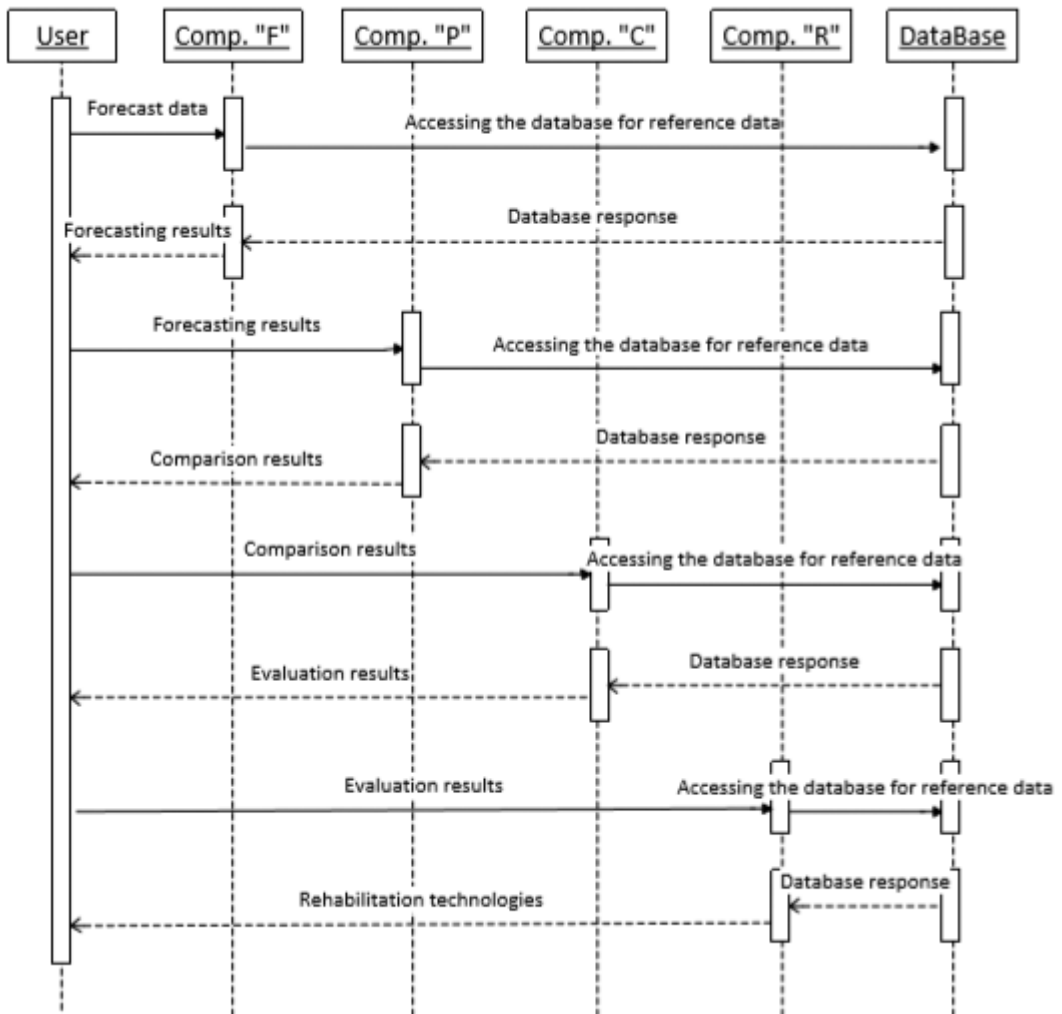 User
Comp. "F"
Comp. "P"
Comp. "C"
Comp. "R"
DataBase
Forecast data
Accessing the database for reference data
Database response
Forecasting results
Forecasting results
Accessing the database for reference data
Database response
Comparison results
Comparison results
Accessing the database for reference data
Database response
Evaluation results
Evaluation results
Accessing the database for reference data
Database response
Rehabilitation technologies